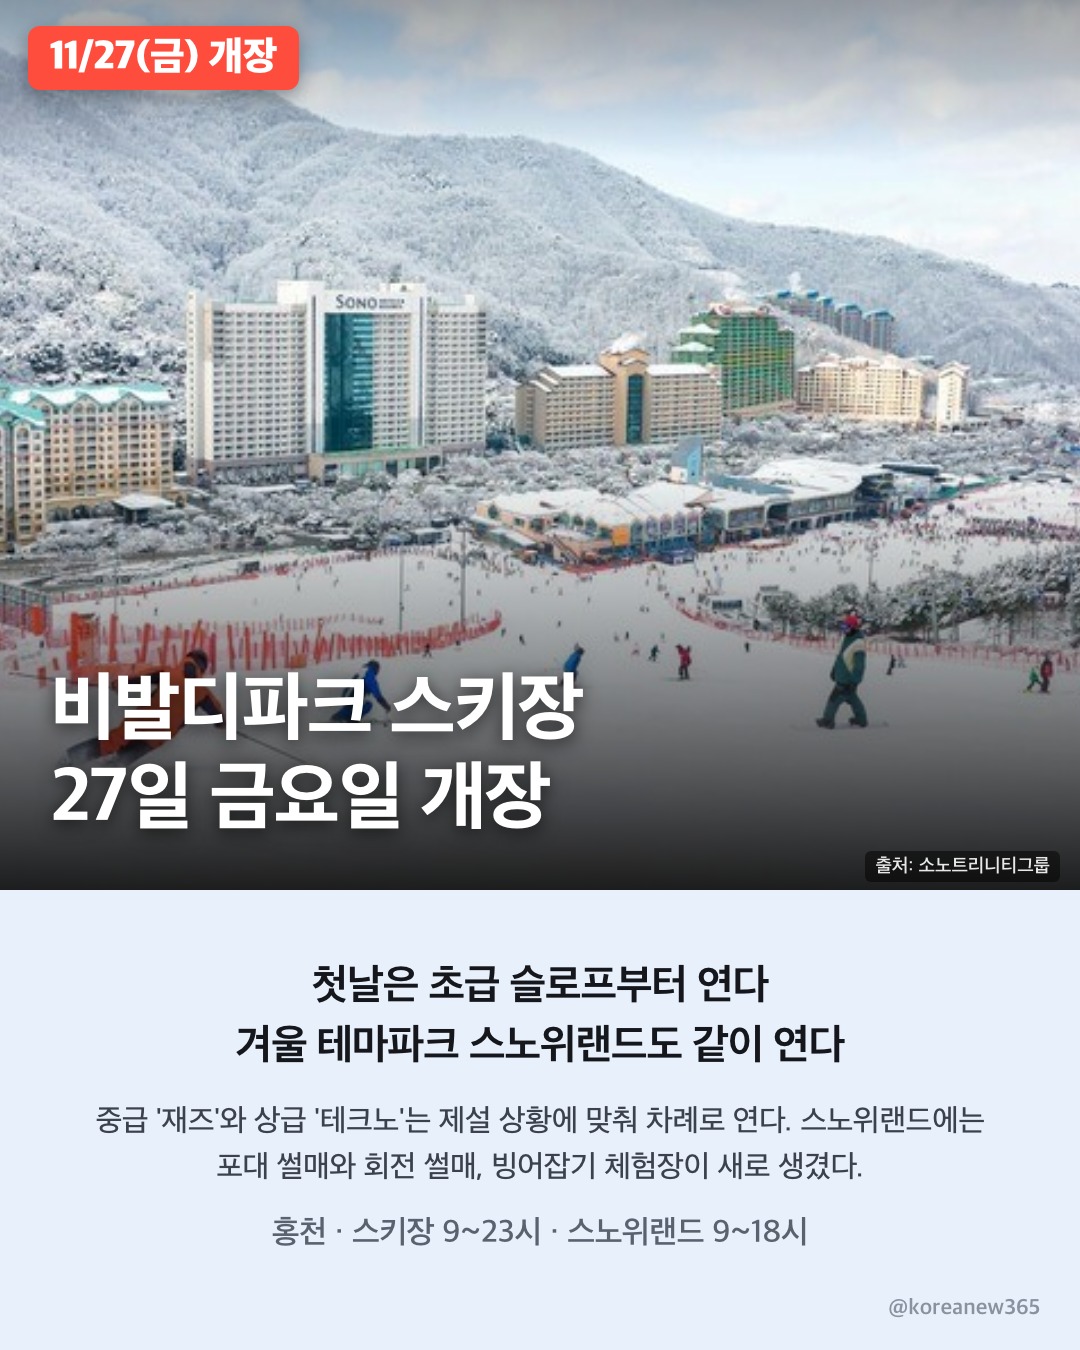 11/27(금) 개장
SONO
비발디파크 스키장
27일 금요일 개장
출처: 소노트리니티그룹
첫날은 초급 슬로프부터 연다
겨울 테마파크 스노위랜드도 같이 연다
중급 '재즈'와 상급 '테크노'는 제설 상황에 맞춰 차례로 연다. 스노위랜드에는
포대 썰매와 회전 썰매, 빙어잡기 체험장이 새로 생겼다.
홍천 · 스키장 9~23시 · 스노위랜드 9~18시
@koreanew365